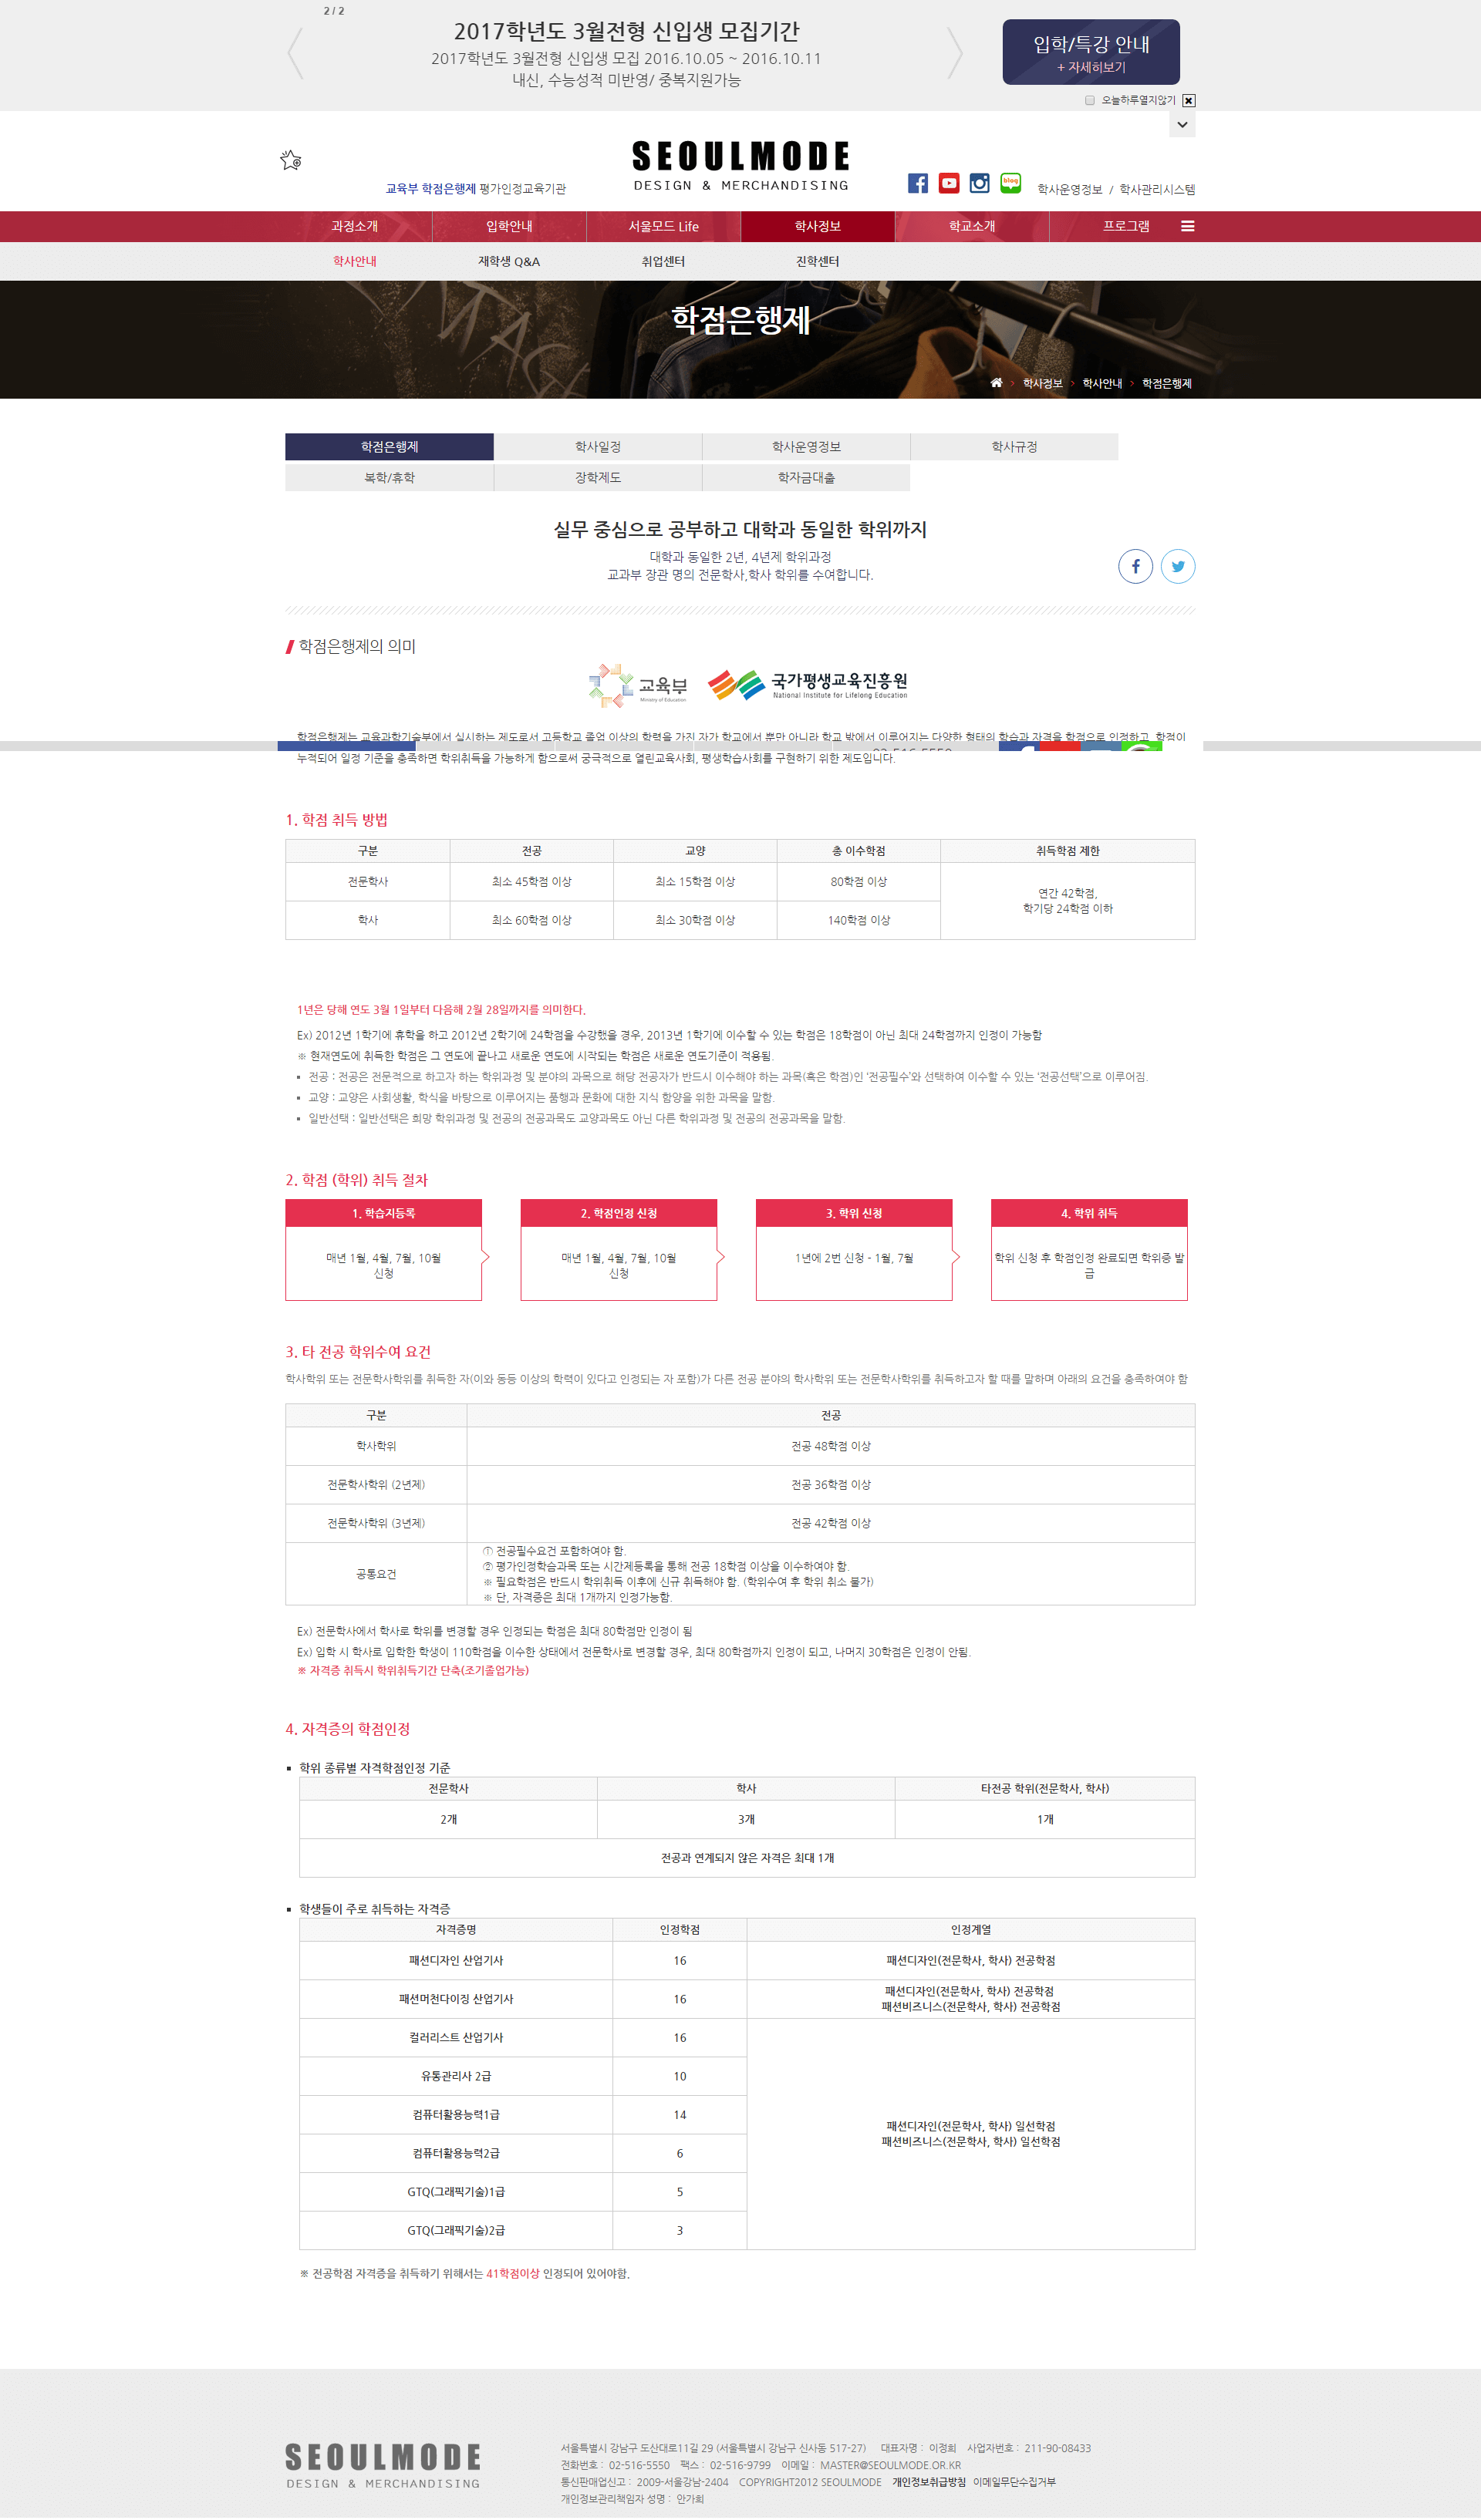 2 / 2
2017학년도 3월전형 신입생 모집기간
2017학년도 3월전형 신입생 모집 2016.10.05 ~ 2016.10.11
내신, 수능성적 미반영/ 중복지원가능
입학/특강 안내
+ 자세히보기
오늘하루열지않기
SEOULMODE
DESIGN & MERCHANDISING
교육부 학점은행제 평가인정교육기관
blog
학사운영정보 / 학사관리시스템
과정소개 입학안내 서울모드 Life 학사정보 학교소개 프로그램
학사안내 재학생 Q&A 취업센터 진학센터
학점은행제
학사정보 학사안내 학점은행제
학점은행제 학사일정 학사운영정보 학사규정
복학/휴학 장학제도 학자금대출
실무 중심으로 공부하고 대학과 동일한 학위까지
대학과 동일한 2년, 4년제 학위과정
교과부 장관 명의 전문학사,학사 학위를 수여합니다.
학점은행제의 의미
교육부 Ministry of Education
국가평생교육진흥원
National Institute for Lifelong Education
학점은행제는 교육과학기술부에서 실시하는 제도로서 고등학교 졸업 이상의 학력을 가진 자가 학교에서 뿐만 아니라 학교 밖에서 이루어지는 다양한 형태의 학습과 자격을 학점으로 인정하고, 학점이
누적되어 일정 기준을 충족하면 학위취득을 가능하게 함으로써 궁극적으로 열린교육사회, 평생학습사회를 구현하기 위한 제도입니다.
1. 학점 취득 방법
구분 전공 교양 총 이수학점 취득학점 제한
전문학사 최소 45학점 이상 최소 15학점 이상 80학점 이상
연간 42학점,
학기당 24학점 이하
학사 최소 60학점 이상 최소 30학점 이상 140학점 이상
1년은 당해 연도 3월 1일부터 다음해 2월 28일까지를 의미한다.
Ex) 2012년 1학기에 휴학을 하고 2012년 2학기에 24학점을 수강했을 경우, 2013년 1학기에 이수할 수 있는 학점은 18학점이 아닌 최대 24학점까지 인정이 가능함
※ 현재연도에 취득한 학점은 그 연도에 끝나고 새로운 연도에 시작되는 학점은 새로운 연도기준이 적용됨.
전공 : 전공은 전문적으로 하고자 하는 학위과정 및 분야의 과목으로 해당 전공자가 반드시 이수해야 하는 과목(혹은 학점)인 '전공필수'와 선택하여 이수할 수 있는 '전공선택'으로 이루어짐.
교양 : 교양은 사회생활, 학식을 바탕으로 이루어지는 품행과 문화에 대한 지식 함양을 위한 과목을 말함.
일반선택 : 일반선택은 희망 학위과정 및 전공의 전공과목도 교양과목도 아닌 다른 학위과정 및 전공의 전공과목을 말함.
2. 학점 (학위) 취득 절차
1. 학습자등록 2. 학점인정 신청 3. 학위 신청 4. 학위 취득
매년 1월, 4월, 7월, 10월
신청
매년 1월, 4월, 7월, 10월
신청
1년에 2번 신청 - 1월, 7월
학위 신청 후 학점인정 완료되면 학위증 발
급
3. 타 전공 학위수여 요건
학사학위 또는 전문학사학위를 취득한 자(이와 동등 이상의 학력이 있다고 인정되는 자 포함)가 다른 전공 분야의 학사학위 또는 전문학사학위를 취득하고자 할 때를 말하며 아래의 요건을 충족하여야 함
구분 전공
학사학위 전공 48학점 이상
전문학사학위 (2년제) 전공 36학점 이상
전문학사학위 (3년제) 전공 42학점 이상
공통요건
① 전공필수요건 포함하여야 함.
② 평가인정학습과목 또는 시간제등록을 통해 전공 18학점 이상을 이수하여야 함.
※ 필요학점은 반드시 학위취득 이후에 신규 취득해야 함. (학위수여 후 학위 취소 불가)
※ 단, 자격증은 최대 1개까지 인정가능함.
Ex) 전문학사에서 학사로 학위를 변경할 경우 인정되는 학점은 최대 80학점만 인정이 됨
Ex) 입학 시 학사로 입학한 학생이 110학점을 이수한 상태에서 전문학사로 변경할 경우, 최대 80학점까지 인정이 되고, 나머지 30학점은 인정이 안됨.
※ 자격증 취득시 학위취득기간 단축(조기졸업가능)
4. 자격증의 학점인정
학위 종류별 자격학점인정 기준
전문학사 학사 타전공 학위(전문학사, 학사)
2개 3개 1개
전공과 연계되지 않은 자격은 최대 1개
학생들이 주로 취득하는 자격증
자격증명 인정학점 인정계열
패션디자인 산업기사 16 패션디자인(전문학사, 학사) 전공학점
패션머천다이징 산업기사 16
패션디자인(전문학사, 학사) 전공학점
패션비즈니스(전문학사, 학사) 전공학점
컬러리스트 산업기사 16
유통관리사 2급 10
컴퓨터활용능력1급 14
패션디자인(전문학사, 학사) 일선학점
패션비즈니스(전문학사, 학사) 일선학점
컴퓨터활용능력2급 6
GTQ(그래픽기술)1급 5
GTQ(그래픽기술)2급 3
※ 전공학점 자격증을 취득하기 위해서는 41학점이상 인정되어 있어야함.
SEOULMODE
DESIGN & MERCHANDISING
서울특별시 강남구 도산대로11길 29 (서울특별시 강남구 신사동 517-27) 대표자명 : 이정희 사업자번호 : 211-90-08433
전화번호 : 02-516-5550 팩스 : 02-516-9799 이메일 : MASTER@SEOULMODE.OR.KR
통신판매업신고 : 2009-서울강남-2404 COPYRIGHT2012 SEOULMODE 개인정보취급방침 이메일무단수집거부
개인정보관리책임자 성명 : 안가희